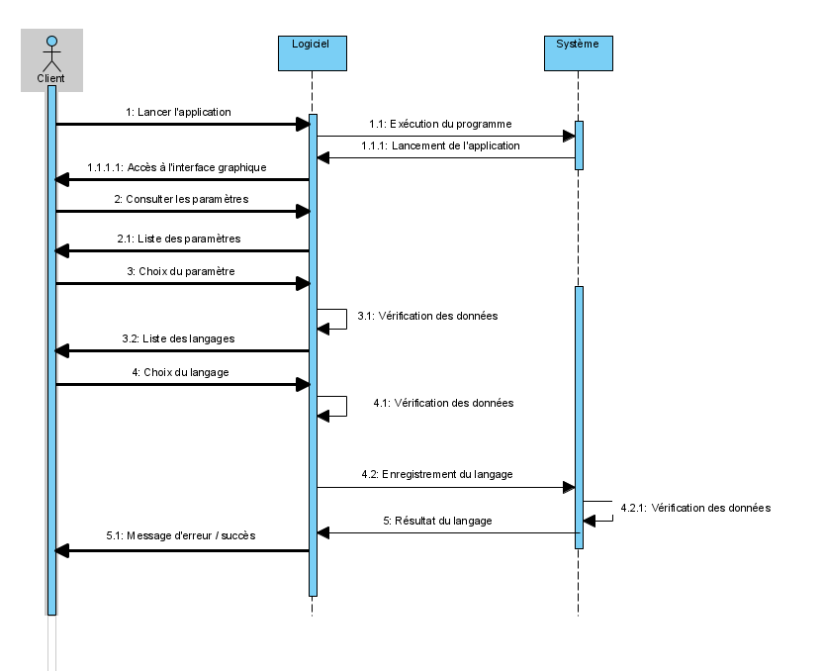 Client
Logiciel
Système
1: Lancer l'application
1.1: Exécution du programme
1.1.1: Lancement de l'application
1.1.1.1: Accès à l'interface graphique
2: Consulter les paramètres
2.1: Liste des paramètres
3: Choix du paramètre
3.1: Vérification des données
3.2: Liste des langages
4: Choix du langage
4.1: Vérification des données
4.2: Enregistrement du langage
4.2.1: Vérification des données
5: Résultat du langage
5.1: Message d'erreur / succès